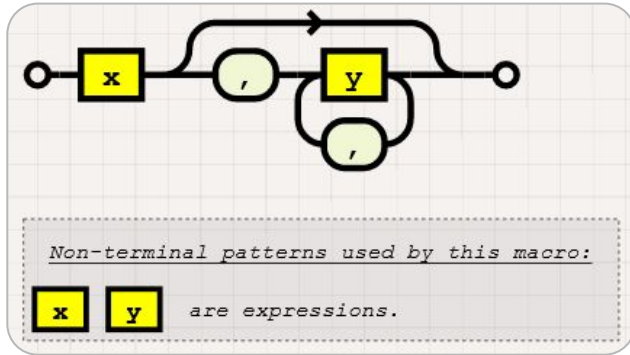 x , y
,
Non-terminal patterns used by this macro:
x y are expressions.